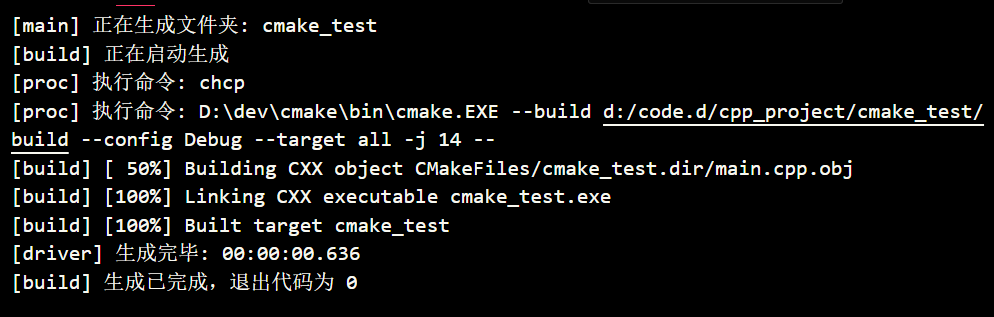 [main] 正在生成文件夹: cmake_test
[build] 正在启动生成
[proc] 执行命令: chcp
[proc] 执行命令: D:\dev\cmake\bin\cmake.EXE --build d:/code.d/cpp_project/cmake_test/
build --config Debug --target all -j 14 --
[build] [ 50%] Building CXX object CMakeFiles/cmake_test.dir/main.cpp.obj
[build] [100%] Linking CXX executable cmake_test.exe
[build] [100%] Built target cmake_test
[driver] 生成完毕: 00:00:00.636
[build] 生成已完成，退出代码为 0